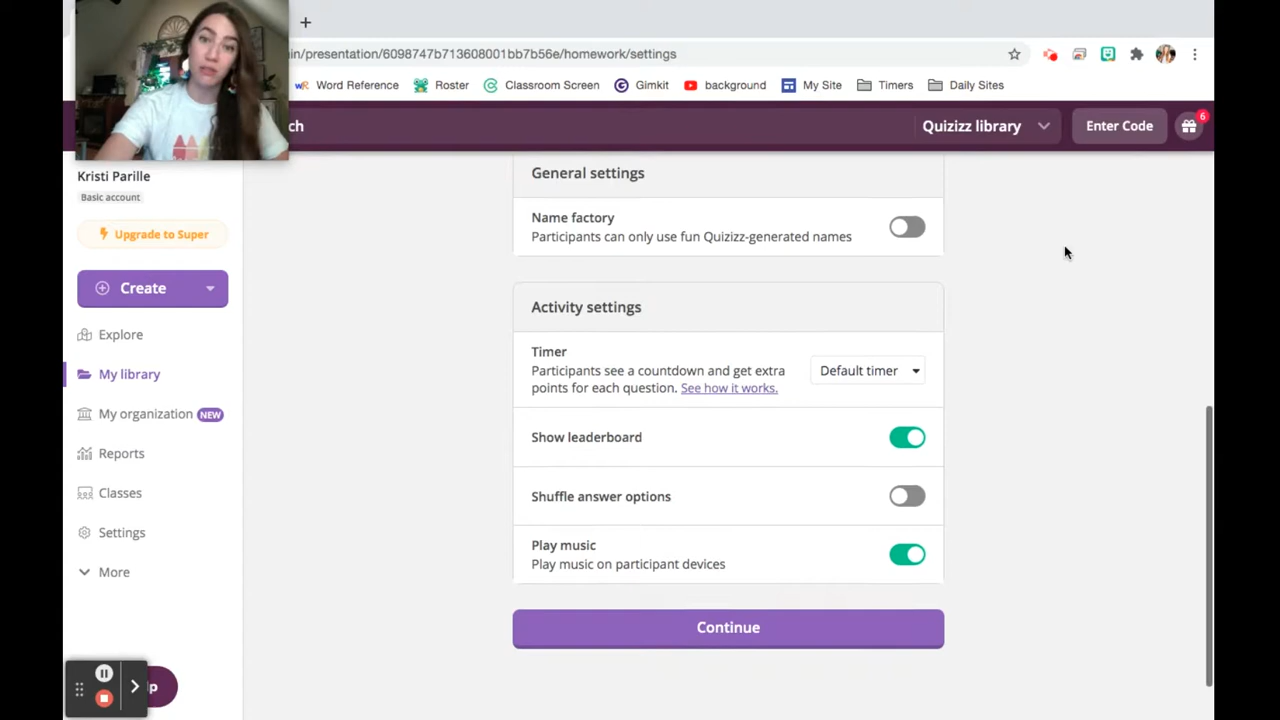 in/presentation/6098747b713608001bb7b56e/homework/settings
Word Reference
Roster
Classroom Screen
Gimkit
background
My Site
Timers
Daily Sites
ch
Quizizz library
Enter Code
6
Kristi Parille
Basic account
Upgrade to Super
Create
Explore
My library
My organization NEW
Reports
Classes
Settings
More
lp
General settings
Name factory
Participants can only use fun Quizizz-generated names
Activity settings
Timer
Participants see a countdown and get extra
points for each question. See how it works.
Default timer
Show leaderboard
Shuffle answer options
Play music
Play music on participant devices
Continue